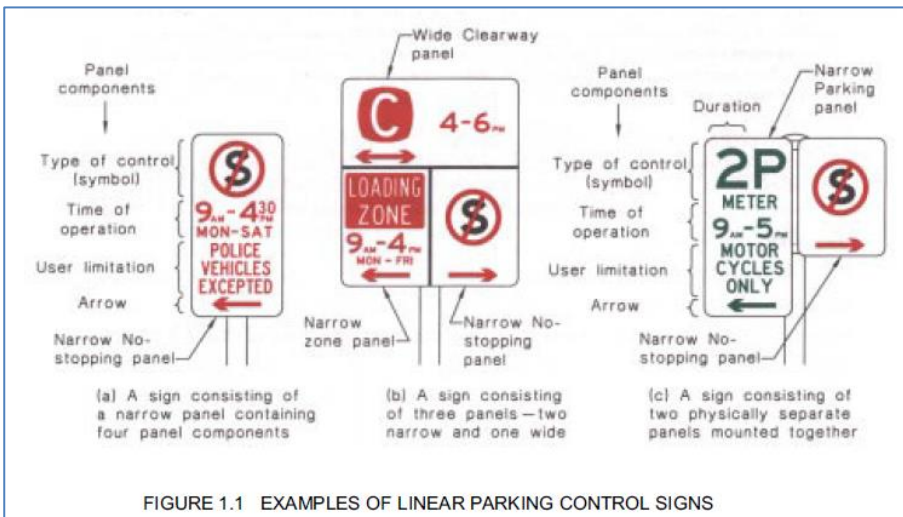 Wide Clearway
panel
Panel
components
Type of control
(symbol)
Time of
operation
User limitation
Arrow
Narrow No-
stopping panel
S
9AM-4 30 PM
MON-SAT
POLICE
VEHICLES
EXCEPTED
(a) A sign consisting of
a narrow panel containing
four panel components
C
4-6PM
LOADING
ZONE
9AM-4PM
MON-FRI
S
Narrow
zone panel
Narrow No-
stopping
panel
(b) A sign consisting
of three panels — two
narrow and one wide
Panel
components
Duration
Narrow
Parking
panel
Type of control
(symbol)
Time of
operation
User limitation
Arrow
2P
METER
9AM-5PM
MOTOR
CYCLES
ONLY
S
Narrow No-
stopping panel
(c) A sign consisting of
two physically separate
panels mounted together
FIGURE 1.1 EXAMPLES OF LINEAR PARKING CONTROL SIGNS